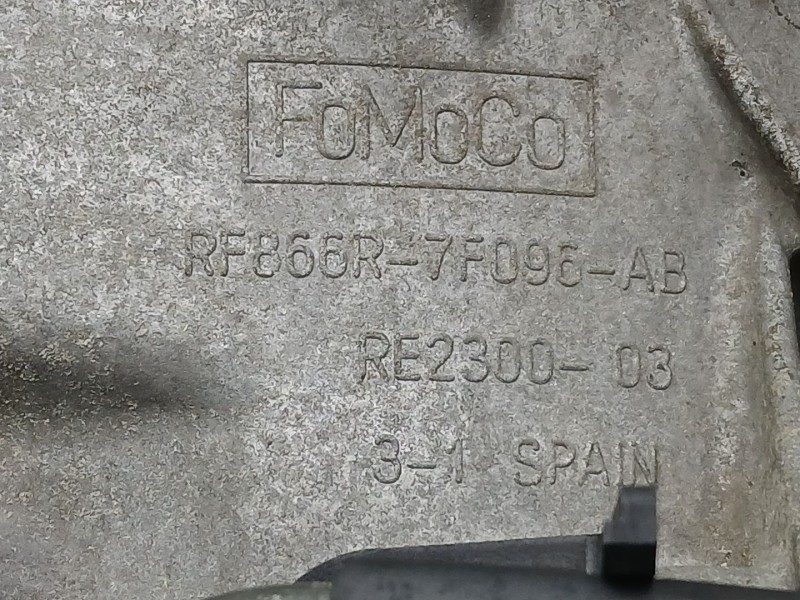 FoMoCo
RF866R-7F096-AB
RE2300-03
3-1 SPAIN